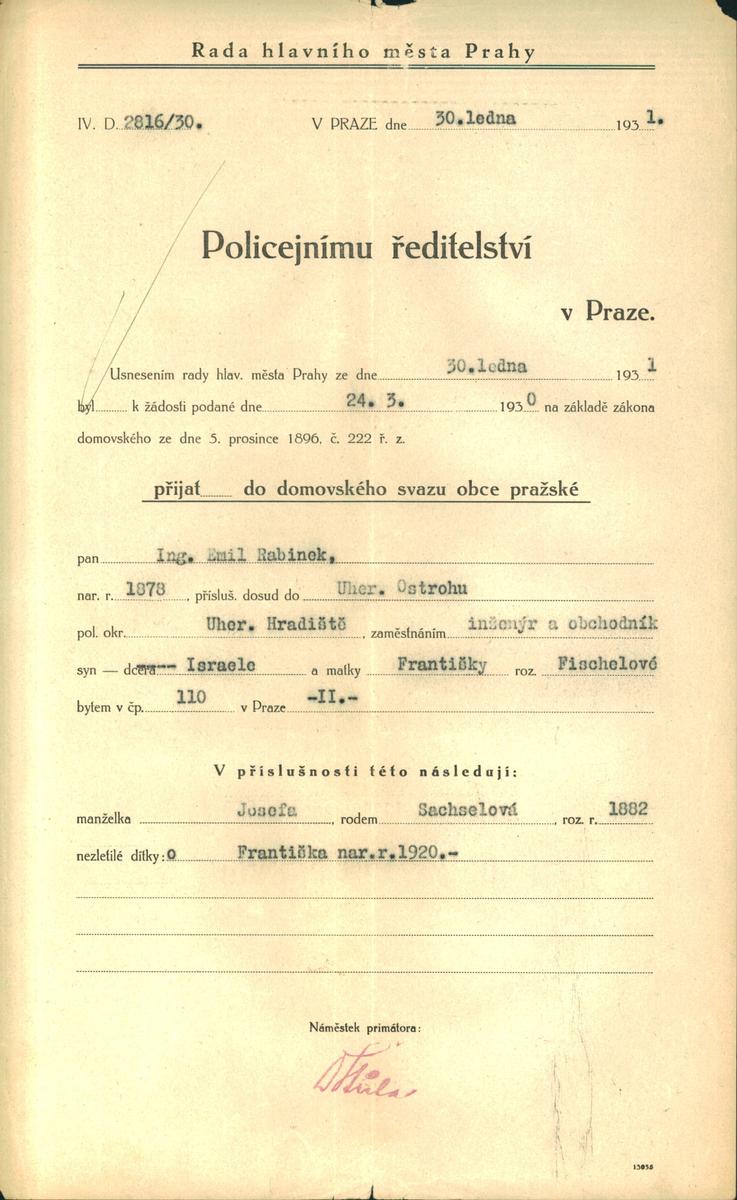 Rada hlavního města Prahy
IV. D. 2816/30. V PRAZE dne 30.ledna 1931.
Policejnímu ředitelství
v Praze.
Usnesením rady hlav. města Prahy ze dne 30.ledna 1931
byl k žádosti podané dne 24. 3. 1930 na základě zákona
domovského ze dne 5. prosince 1896, č. 222 ř. z.
přijat do domovského svazu obce pražské
pan Ing. Emil Rabinek,
nar. r. 1878, přísluš. dosud do Uher. Ostrohu
pol. okr. Uher. Hradiště, zaměstnáním inženýr a obchodník
syn — dcera Israele a matky Františky roz. Fischelové
bytem v čp. 110 v Praze -II.-
V příslušnosti této následují:
manželka Josefa, rodem Sachselová, roz. r. 1882
nezletilé dítky: o Františka nar.r.1920.-
Náměstek primátora:
13036